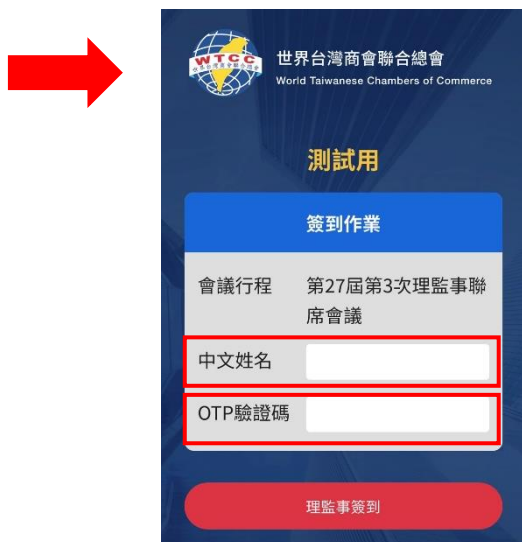 WTCC
世界台灣商會聯合總會
World Taiwanese Chambers of Commerce
測試用
簽到作業
會議行程
第27屆第3次理監事聯
席會議
中文姓名
OTP驗證碼
理監事簽到